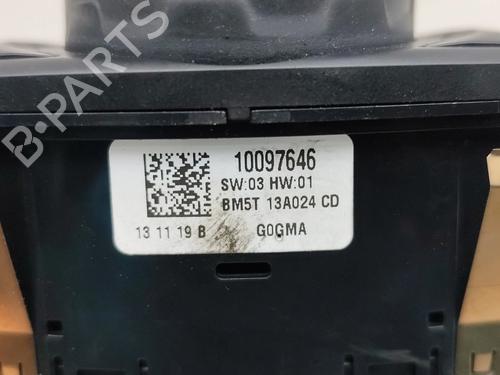 B-PARTS
10097646
SW:03 HW:01
BM5T 13A024 CD
13 11 19 B G0GMA